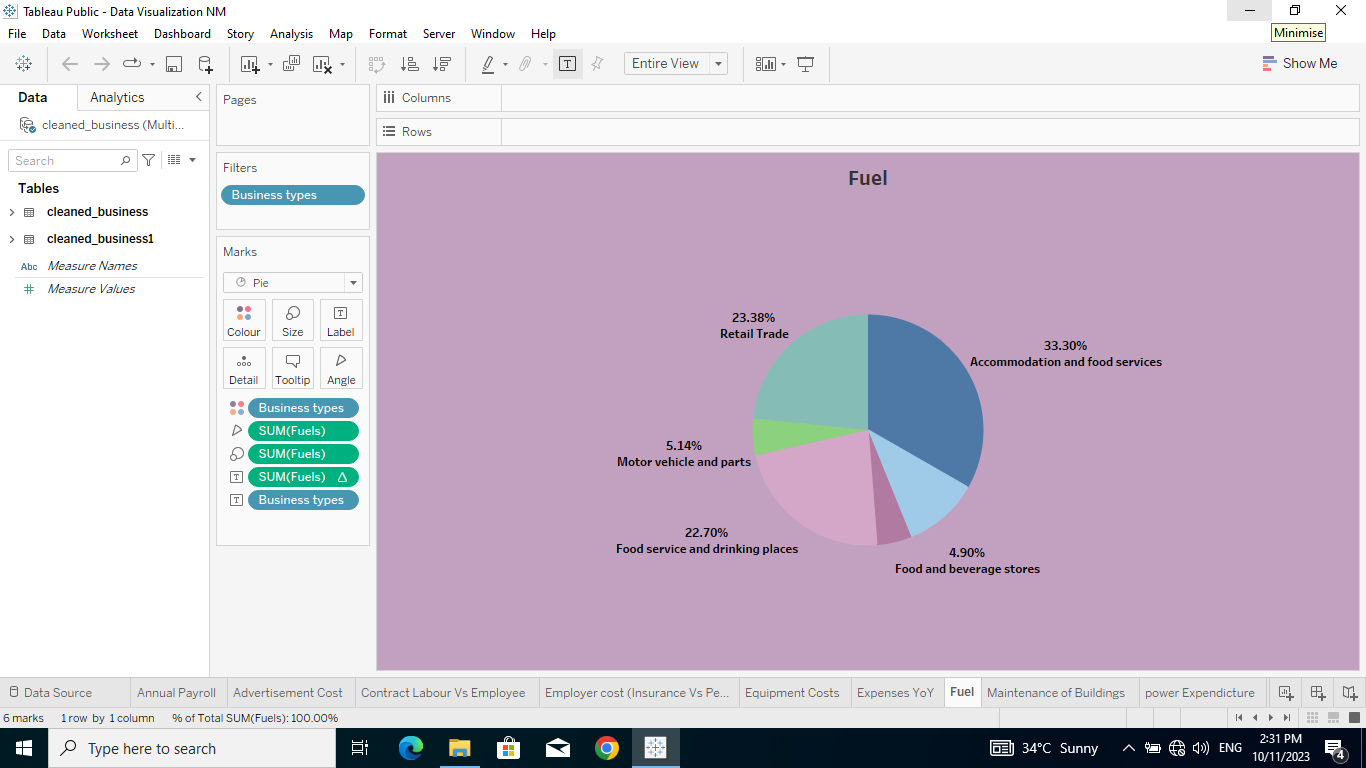 Tableau Public - Data Visualization NM
File Data Worksheet Dashboard Story Analysis Map Format Server Window Help
Minimise
Entire View
Show Me
Data Analytics
cleaned_business (Multi...
Search
Tables
cleaned_business
cleaned_business1
Abc Measure Names
# Measure Values
Pages
Filters
Business types
Marks
Pie
Colour Size Label
Detail Tooltip Angle
Business types
SUM(Fuels)
SUM(Fuels)
SUM(Fuels)
Business types
Columns
Rows
Fuel
23.38%
Retail Trade
33.30%
Accommodation and food services
5.14%
Motor vehicle and parts
22.70%
Food service and drinking places
4.90%
Food and beverage stores
Data Source Annual Payroll Advertisement Cost Contract Labour Vs Employee Employer cost (Insurance Vs Pe... Equipment Costs Expenses YoY Fuel Maintenance of Buildings power Expendicture
6 marks 1 row by 1 column % of Total SUM(Fuels): 100.00%
Type here to search
34°C Sunny
ENG
2:31 PM
10/11/2023
4